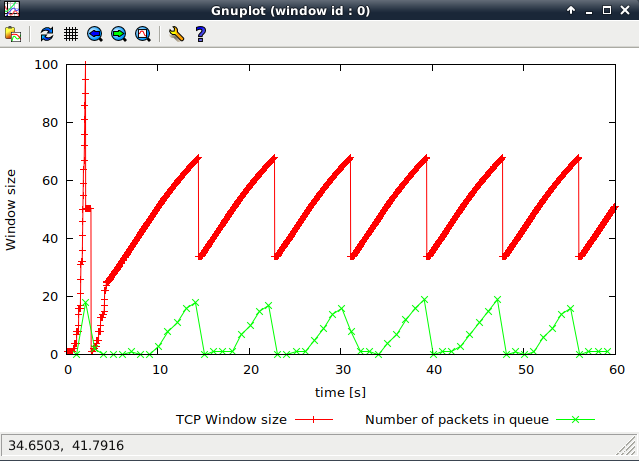 Gnuplot (window id : 0)
?
100
80
60
40
20
0
Window size
0 10 20 30 40 50 60
time [s]
TCP Window size Number of packets in queue
34.6503, 41.7916